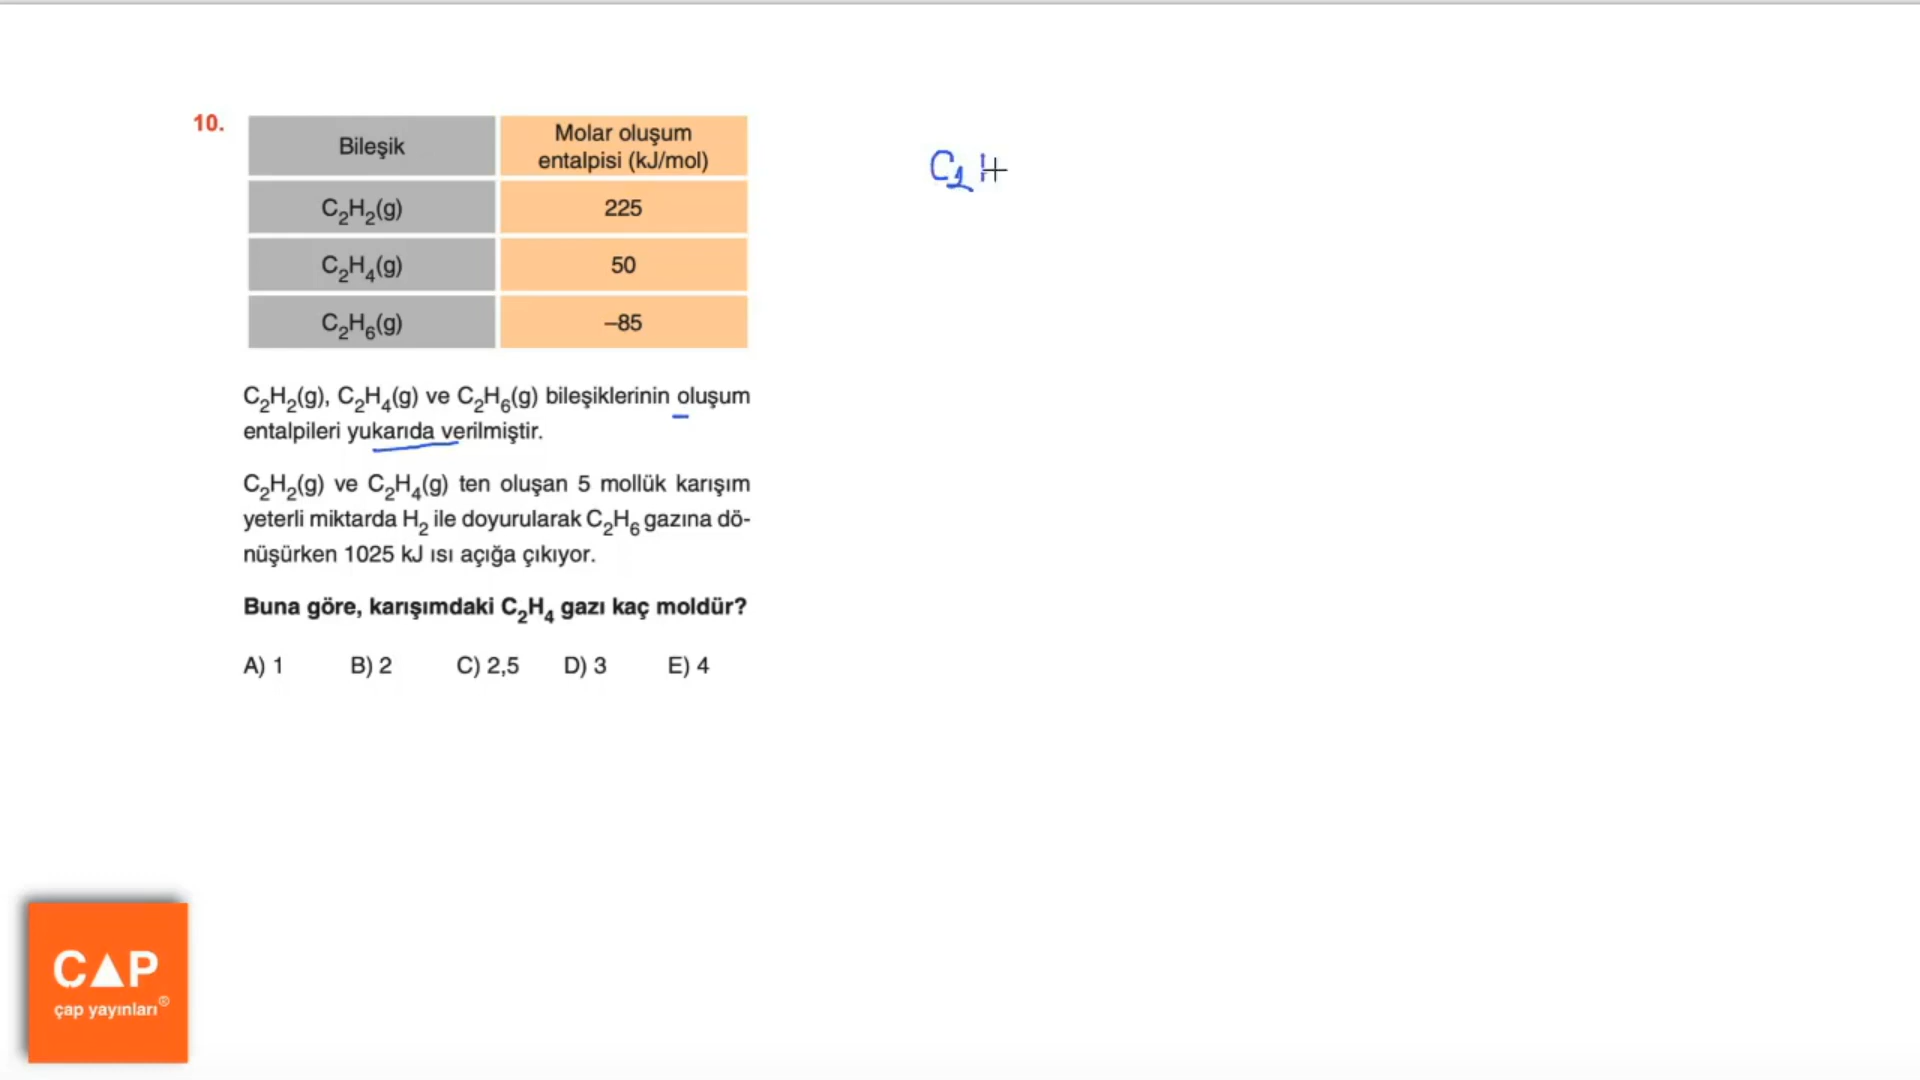 10.
Bileşik
Molar oluşum
entalpisi (kJ/mol)
C₂H₂(g)
225
C₂H₄(g)
50
C₂H₆(g)
–85
C₂H₂(g), C₂H₄(g) ve C₂H₆(g) bileşiklerinin oluşum
entalpileri yukarıda verilmiştir.
C₂H₂(g) ve C₂H₄(g) ten oluşan 5 mollük karışım
yeterli miktarda H₂ ile doyurularak C₂H₆ gazına dö-
nüşürken 1025 kJ ısı açığa çıkıyor.
Buna göre, karışımdaki C₂H₄ gazı kaç moldür?
A) 1 B) 2 C) 2,5 D) 3 E) 4
C₂H
ÇAP
çap yayınları®